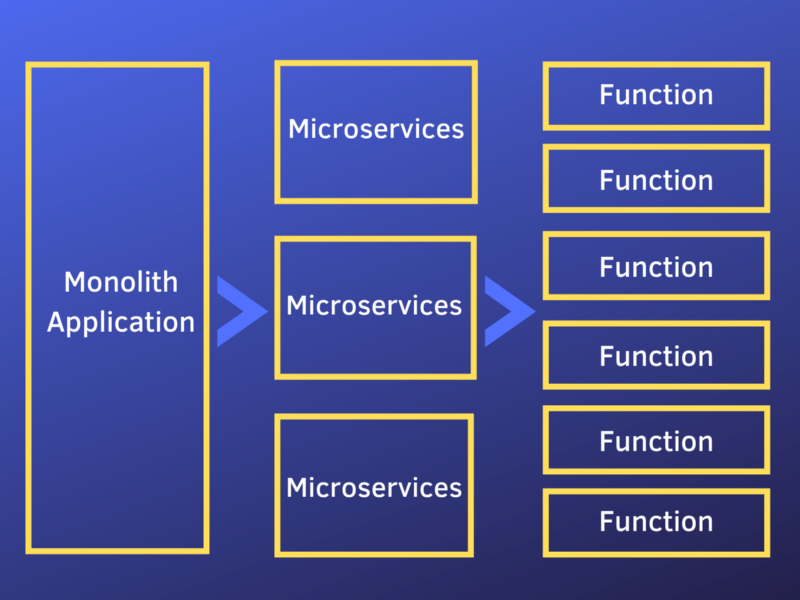 Monolith
Application
Microservices
Microservices
Microservices
Function
Function
Function
Function
Function
Function